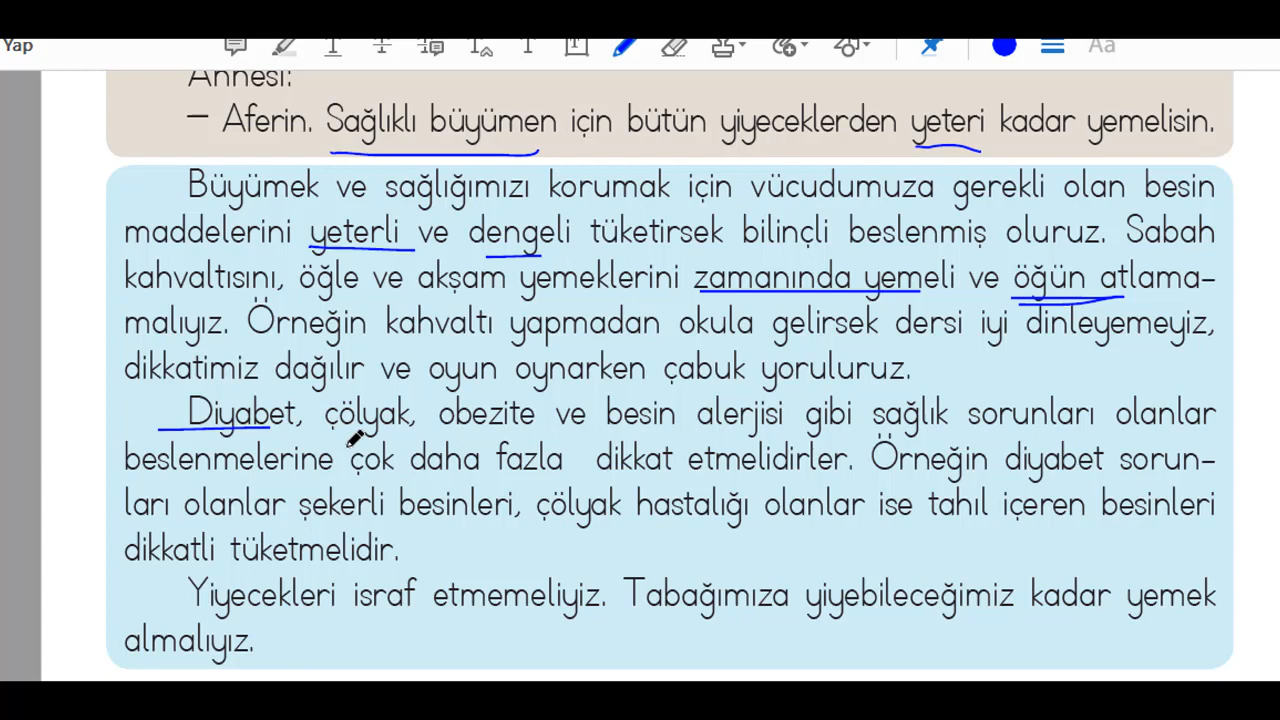 Yap
Aa
Annesi:
– Aferin. Sağlıklı büyümen için bütün yiyeceklerden yeteri kadar yemelisin.
Büyümek ve sağlığımızı korumak için vücudumuza gerekli olan besin
maddelerini yeterli ve dengeli tüketirsek bilinçli beslenmiş oluruz. Sabah
kahvaltısını, öğle ve akşam yemeklerini zamanında yemeli ve öğün atlama-
malıyız. Örneğin kahvaltı yapmadan okula gelirsek dersi iyi dinleyemeyiz,
dikkatimiz dağılır ve oyun oynarken çabuk yoruluruz.
Diyabet, çölyak, obezite ve besin alerjisi gibi sağlık sorunları olanlar
beslenmelerine çok daha fazla dikkat etmelidirler. Örneğin diyabet sorun-
ları olanlar şekerli besinleri, çölyak hastalığı olanlar ise tahıl içeren besinleri
dikkatli tüketmelidir.
Yiyecekleri israf etmemeliyiz. Tabağımıza yiyebileceğimiz kadar yemek
almalıyız.